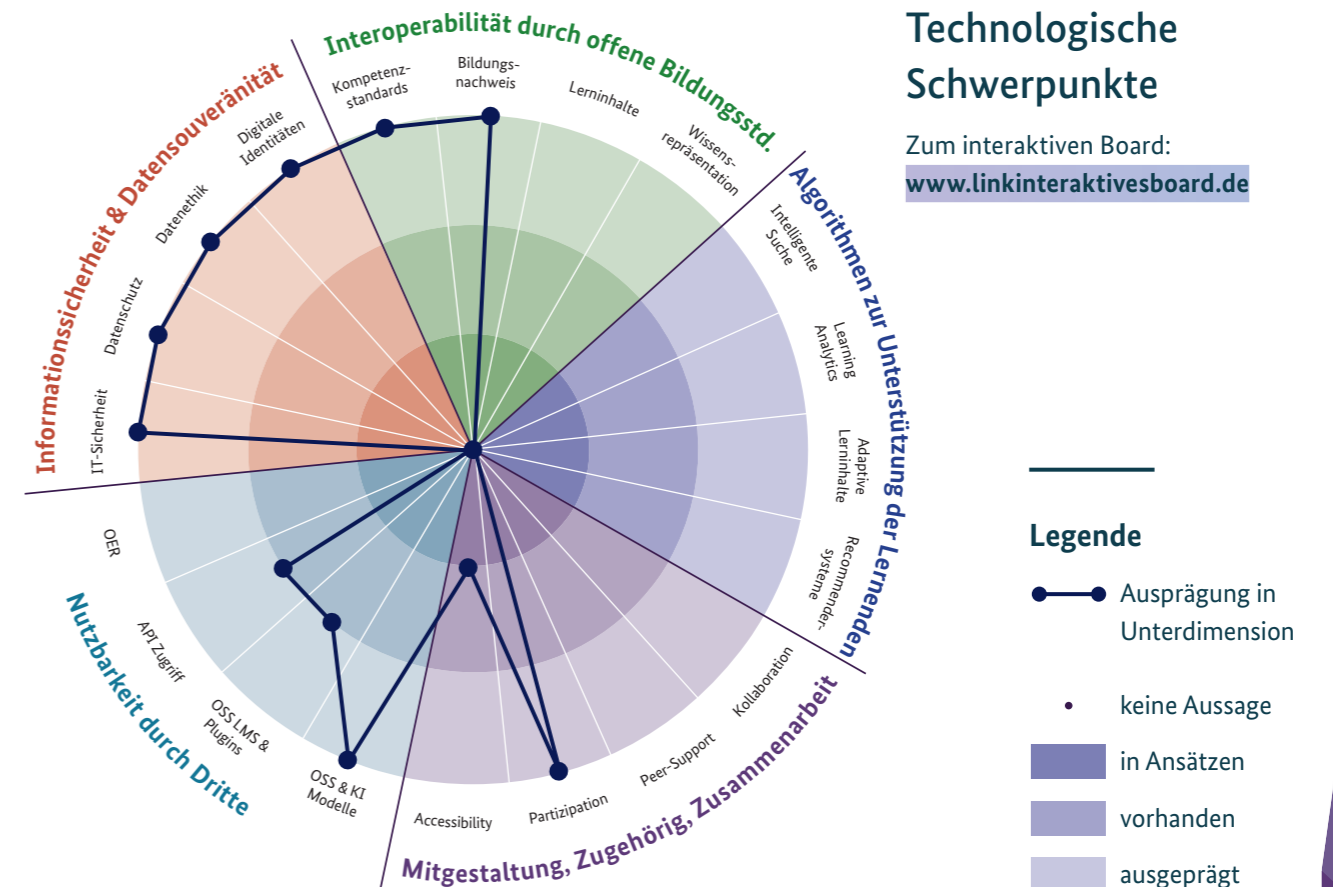 Technologische
Schwerpunkte
Zum interaktiven Board:
www.linkinteraktivesboard.de
Interoperabilität durch offene Bildungsstd.
Kompetenz-
standards
Bildungs-
nachweis
Lerninhalte
Wissens-
repräsentation
Algorithmen zur Unterstützung der Lernenden
Intelligente
Suche
Learning
Analytics
Adaptive
Lerninhalte
Recommender-
systeme
Mitgestaltung, Zugehörig, Zusammenarbeit
Kollaboration
Peer-Support
Partizipation
Accessibility
Nutzbarkeit durch Dritte
OSS & KI
Modelle
OSS LMS &
Plugins
API Zugriff
OER
Informationssicherheit & Datensouveränität
IT-Sicherheit
Datenschutz
Datenethik
Digitale
Identitäten
Legende
Ausprägung in
Unterdimension
keine Aussage
in Ansätzen
vorhanden
ausgeprägt